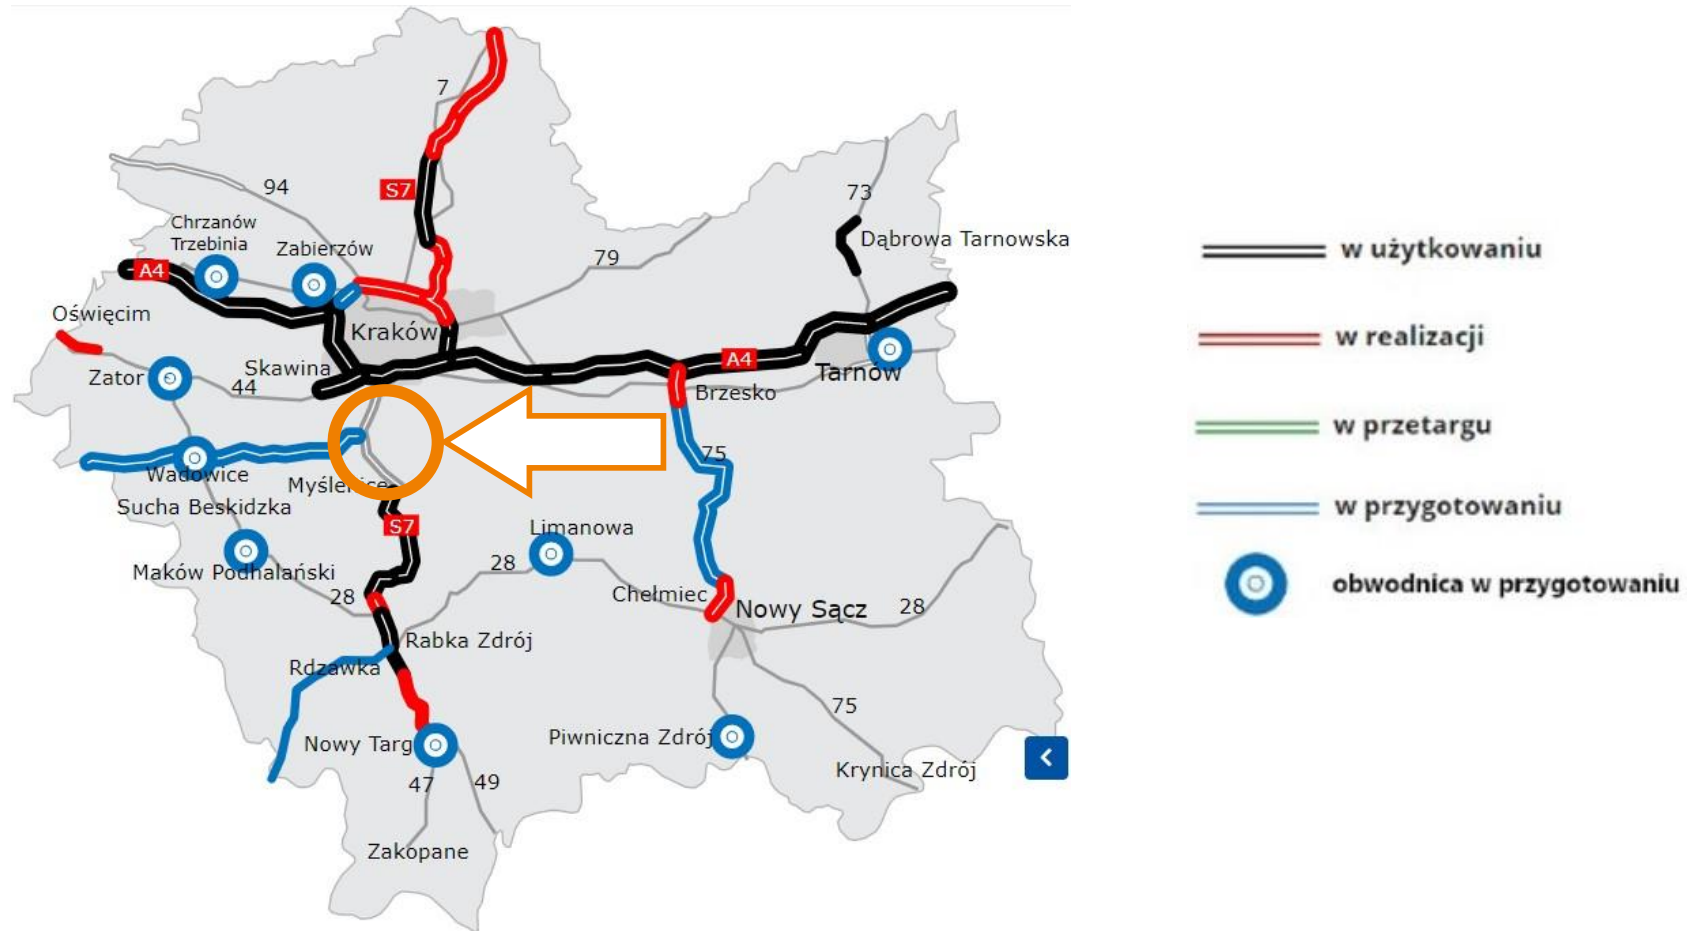 7
94
S7
73
Chrzanów
Trzebinia
Zabierzów
79
Dąbrowa Tarnowska
A4
Oświęcim
Kraków
Skawina
A4
Zator
44
Tarnów
Brzesko
75
Wadowice
Myślenice
Sucha Beskidzka
S7
Limanowa
28
Maków Podhalański
28
Chełmiec
Nowy Sącz
28
Rabka Zdrój
Rdzawka
75
Nowy Targ
Piwniczna Zdrój
47
49
Krynica Zdrój
Zakopane
w użytkowaniu
w realizacji
w przetargu
w przygotowaniu
obwodnica w przygotowaniu